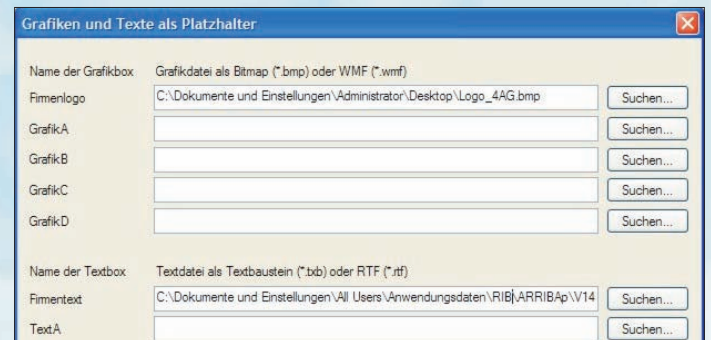 Grafiken und Texte als Platzhalter
Name der Grafikbox Grafikdatei als Bitmap (*.bmp) oder WMF (*.wmf)
Firmenlogo C:\Dokumente und Einstellungen\Administrator\Desktop\Logo_4AG.bmp Suchen...
GrafikA Suchen...
GrafikB Suchen...
GrafikC Suchen...
GrafikD Suchen...
Name der Textbox Textdatei als Textbaustein (*.txb) oder RTF (*.rtf)
Firmentext C:\Dokumente und Einstellungen\All Users\Anwendungsdaten\RIB\ARRIBAp\V14 Suchen...
TextA Suchen...